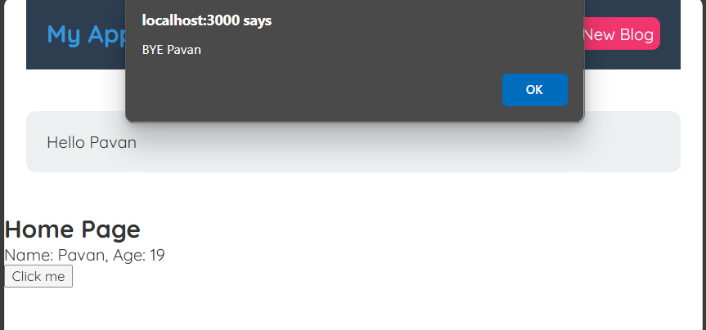 localhost:3000 says
BYE Pavan
OK
My App
New Blog
Hello Pavan
Home Page
Name: Pavan, Age: 19
Click me